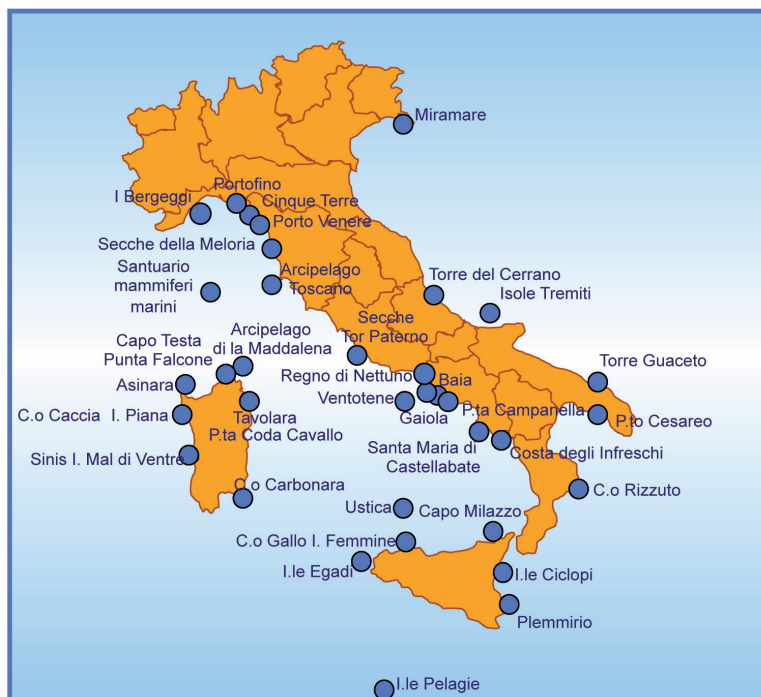 Miramare
Portofino
I Bergeggi
Cinque Terre
Porto Venere
Secche della Meloria
Santuario
mammiferi
marini
Arcipelago
Toscano
Torre del Cerrano
Isole Tremiti
Secche
Tor Paterno
Capo Testa
Punta Falcone
Arcipelago
di la Maddalena
Asinara
Regno di Nettuno
Baia
Torre Guaceto
Ventotene
C.o Caccia I. Piana
Tavolara
P.ta Coda Cavallo
Gaiola
P.ta Campanella
P.to Cesareo
Santa Maria di
Castellabate
Costa degli Infreschi
Sinis I. Mal di Ventre
C.o Carbonara
C.o Rizzuto
Ustica
Capo Milazzo
C.o Gallo I. Femmine
I.le Egadi
I.le Ciclopi
Plemmirio
I.le Pelagie